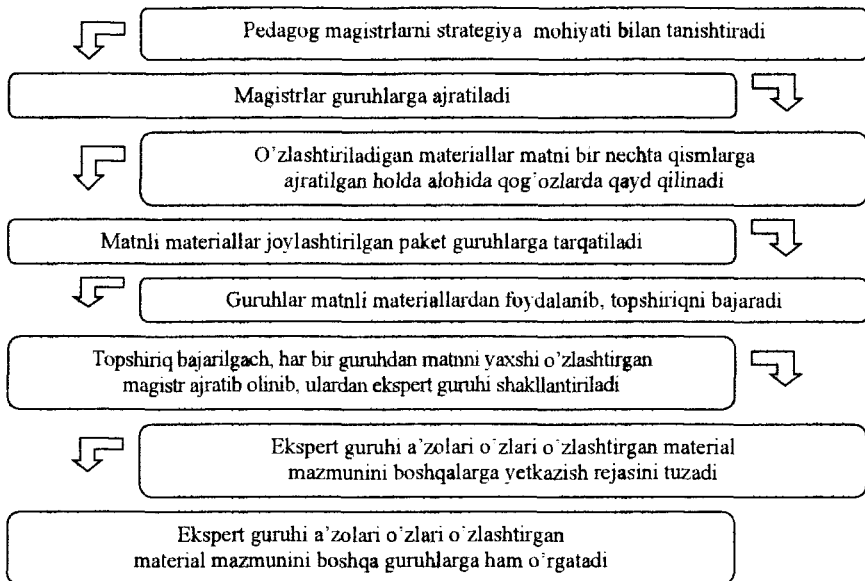 Pedagog magistrlarni strategiya mohiyati bilan tanishtiradi
Magistrlar guruhlarga ajratiladi
O'zlashtiriladigan materiallar matni bir nechta qismlarga
ajratilgan holda alohida qog'ozlarda qayd qilinadi
Matnli materiallar joylashtirilgan paket guruhlarga tarqatiladi
Guruhlar matnli materiallardan foydalanib, topshiriqni bajaradi
Topshiriq bajarilgach, har bir guruhdan matnni yaxshi o'zlashtirgan
magistr ajratib olinib, ulardan ekspert guruhi shakllantiriladi
Ekspert guruhi a'zolari o'zlari o'zlashtirgan material
mazmunini boshqalarga yetkazish rejasini tuzadi
Ekspert guruhi a'zolari o'zlari o'zlashtirgan
material mazmunini boshqa guruhlarga ham o'rgatadi